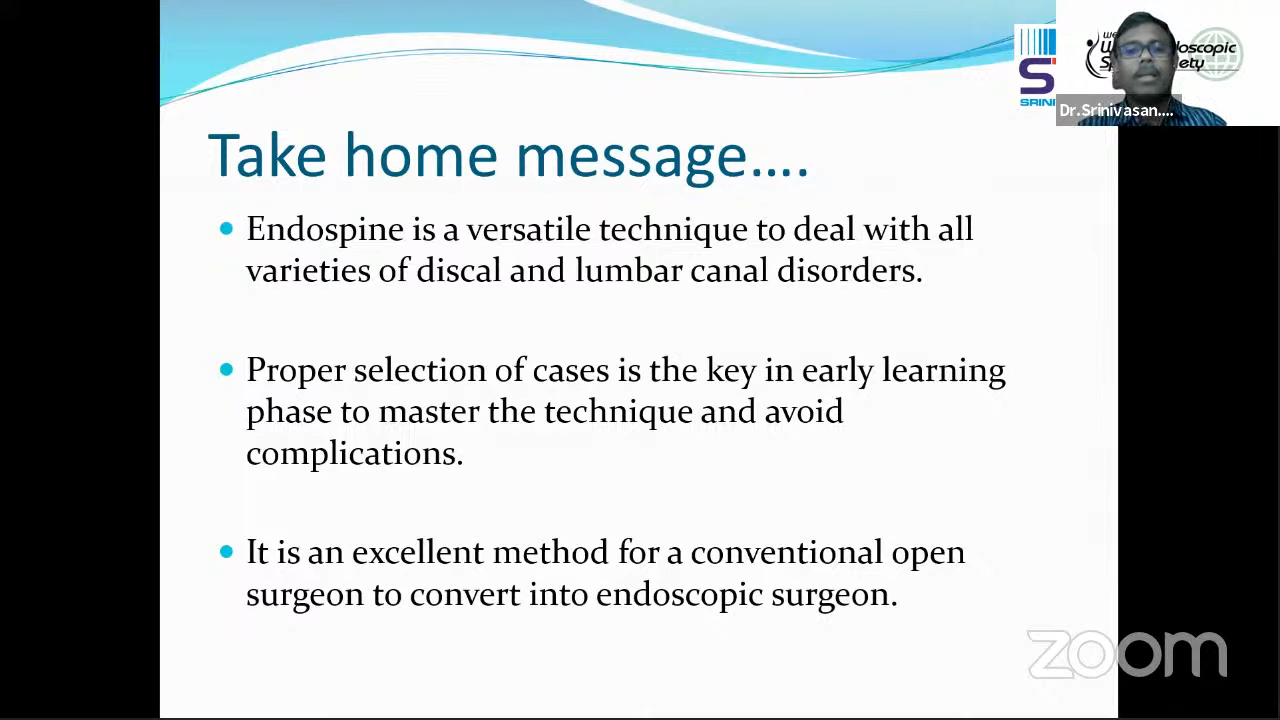 Take home message....
Endospine is a versatile technique to deal with all
varieties of discal and lumbar canal disorders.
Proper selection of cases is the key in early learning
phase to master the technique and avoid
complications.
It is an excellent method for a conventional open
surgeon to convert into endoscopic surgeon.
Dr.Srinivasan....
zoom